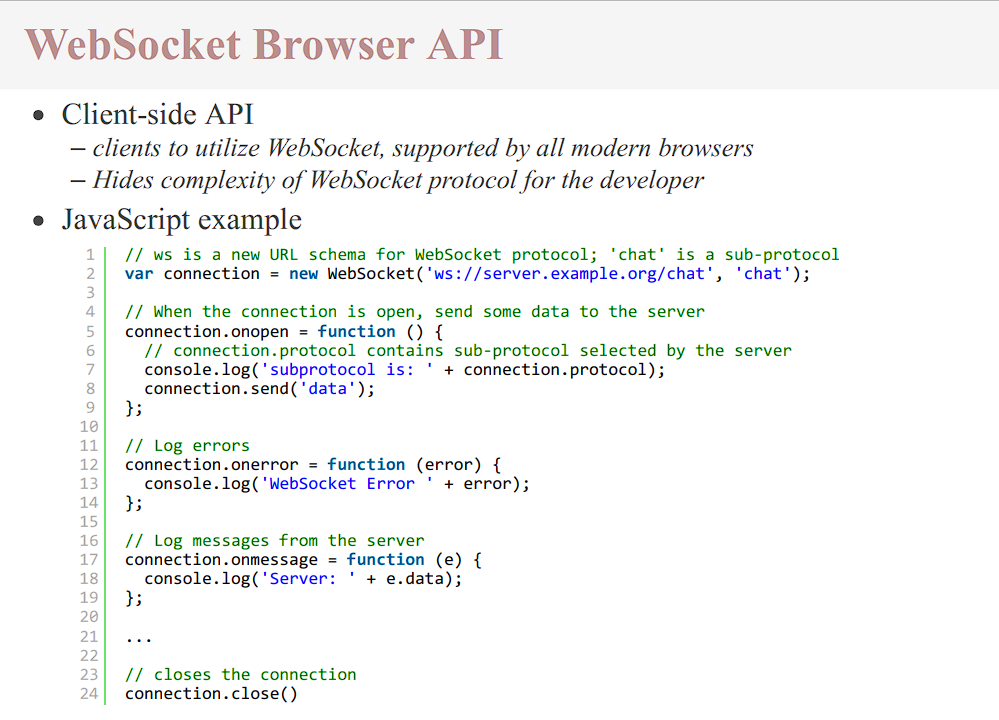 WebSocket Browser API
• Client-side API
– clients to utilize WebSocket, supported by all modern browsers
– Hides complexity of WebSocket protocol for the developer
• JavaScript example
1 // ws is a new URL schema for WebSocket protocol; 'chat' is a sub-protocol
2 var connection = new WebSocket('ws://server.example.org/chat', 'chat');
3
4 // When the connection is open, send some data to the server
5 connection.onopen = function () {
6   // connection.protocol contains sub-protocol selected by the server
7   console.log('subprotocol is: ' + connection.protocol);
8   connection.send('data');
9 };
10
11 // Log errors
12 connection.onerror = function (error) {
13   console.log('WebSocket Error ' + error);
14 };
15
16 // Log messages from the server
17 connection.onmessage = function (e) {
18   console.log('Server: ' + e.data);
19 };
20
21 ...
22
23 // closes the connection
24 connection.close()